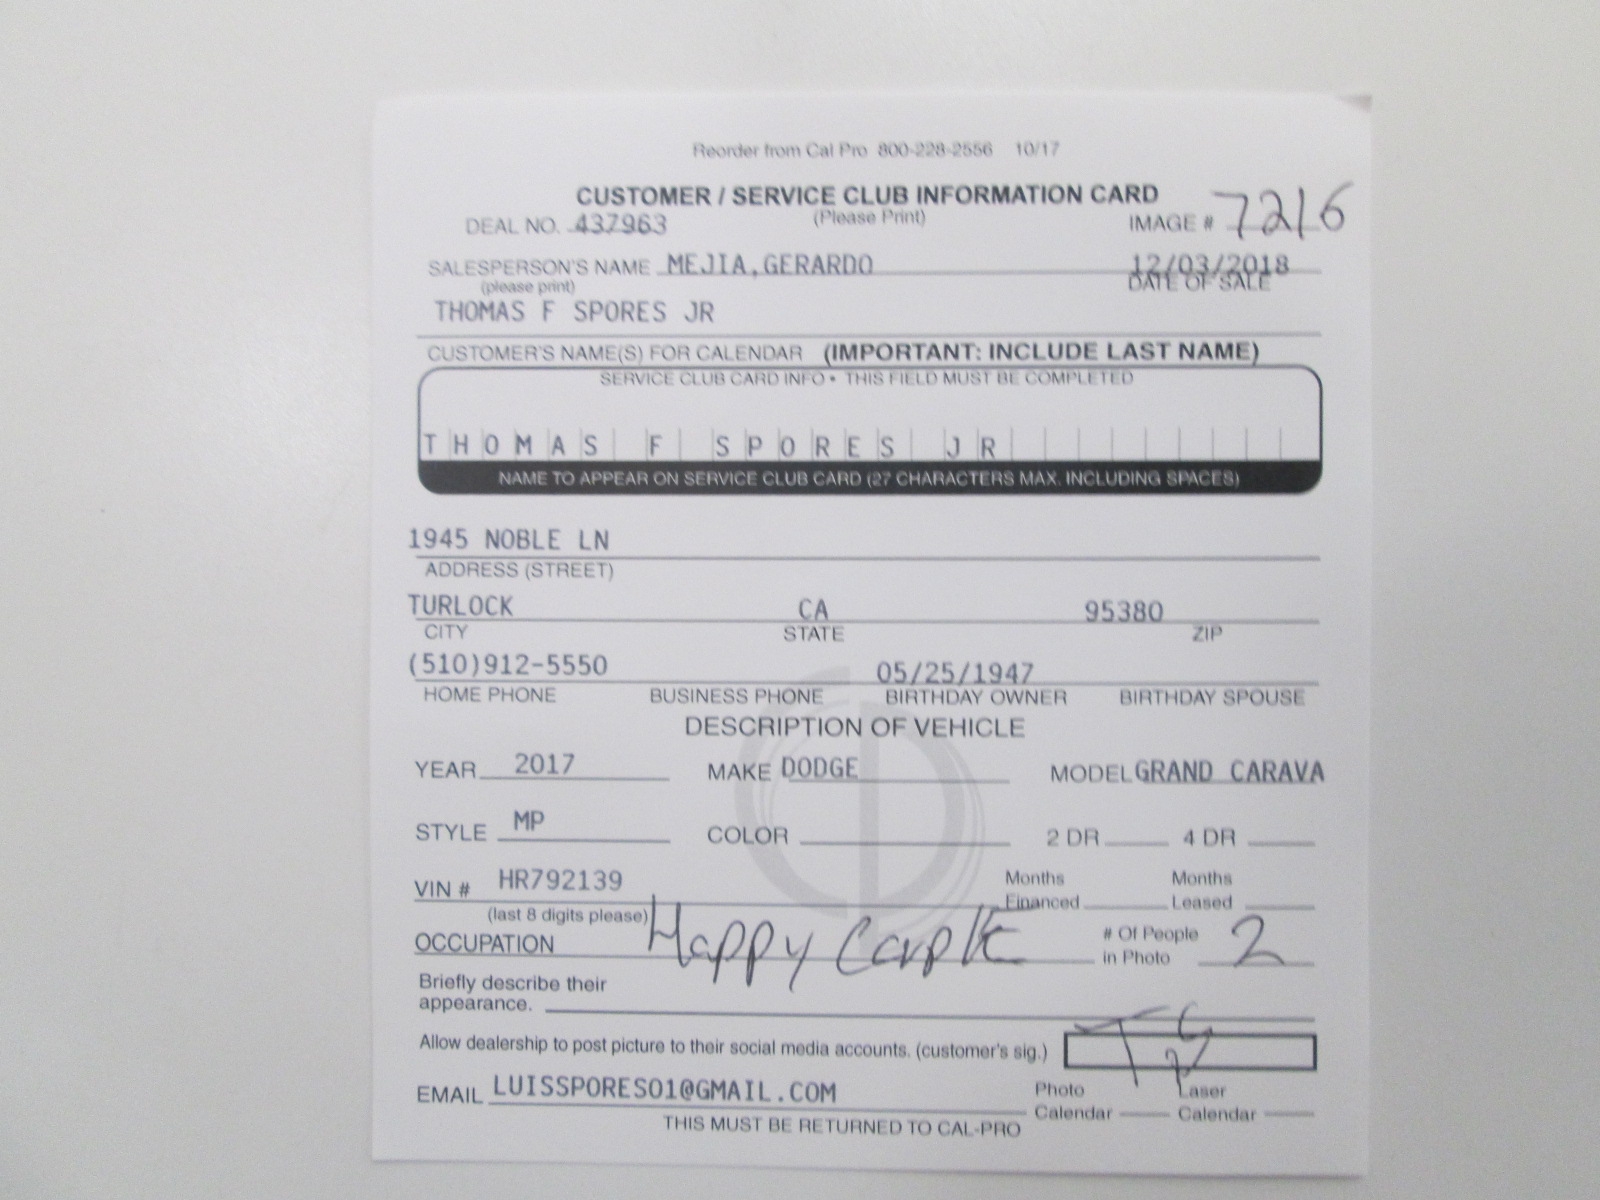 Reorder from Cal Pro 800-228-2556 10/17
CUSTOMER / SERVICE CLUB INFORMATION CARD
DEAL NO. 437963 (Please Print) IMAGE # 7216
SALESPERSON'S NAME MEJIA,GERARDO 12/03/2018
(please print) DATE OF SALE
THOMAS F SPORES JR
CUSTOMER'S NAME(S) FOR CALENDAR (IMPORTANT: INCLUDE LAST NAME)
SERVICE CLUB CARD INFO • THIS FIELD MUST BE COMPLETED
THOMAS F SPORES JR
NAME TO APPEAR ON SERVICE CLUB CARD (27 CHARACTERS MAX. INCLUDING SPACES)
1945 NOBLE LN
ADDRESS (STREET)
TURLOCK CA 95380
CITY STATE ZIP
(510)912-5550 05/25/1947
HOME PHONE BUSINESS PHONE BIRTHDAY OWNER BIRTHDAY SPOUSE
DESCRIPTION OF VEHICLE
YEAR 2017 MAKE DODGE MODEL GRAND CARAVA
STYLE MP COLOR 2 DR 4 DR
VIN # HR792139 Months Financed Months Leased
(last 8 digits please)
OCCUPATION Happy # Of People in Photo 2
Briefly describe their
appearance.
Allow dealership to post picture to their social media accounts. (customer's sig.)
EMAIL LUISSPORES01@GMAIL.COM Photo Calendar Laser Calendar
THIS MUST BE RETURNED TO CAL-PRO